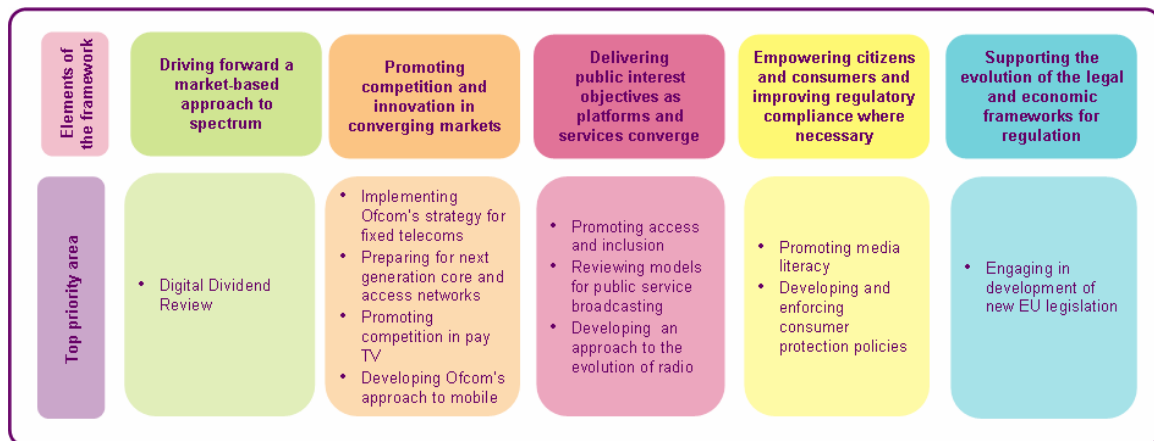 Elements of
the framework
Driving forward a
market-based
approach to
spectrum
Promoting
competition and
innovation in
converging markets
Delivering
public interest
objectives as
platforms and
services converge
Empowering citizens
and consumers and
improving regulatory
compliance where
necessary
Supporting the
evolution of the legal
and economic
frameworks for
regulation
Top priority area
• Digital Dividend
Review
• Implementing
Ofcom's strategy for
fixed telecoms
• Preparing for next
generation core and
access networks
• Promoting
competition in pay
TV
• Developing Ofcom's
approach to mobile
• Promoting access
and inclusion
• Reviewing models
for public service
broadcasting
• Developing an
approach to the
evolution of radio
• Promoting media
literacy
• Developing and
enforcing
consumer
protection policies
• Engaging in
development of
new EU legislation